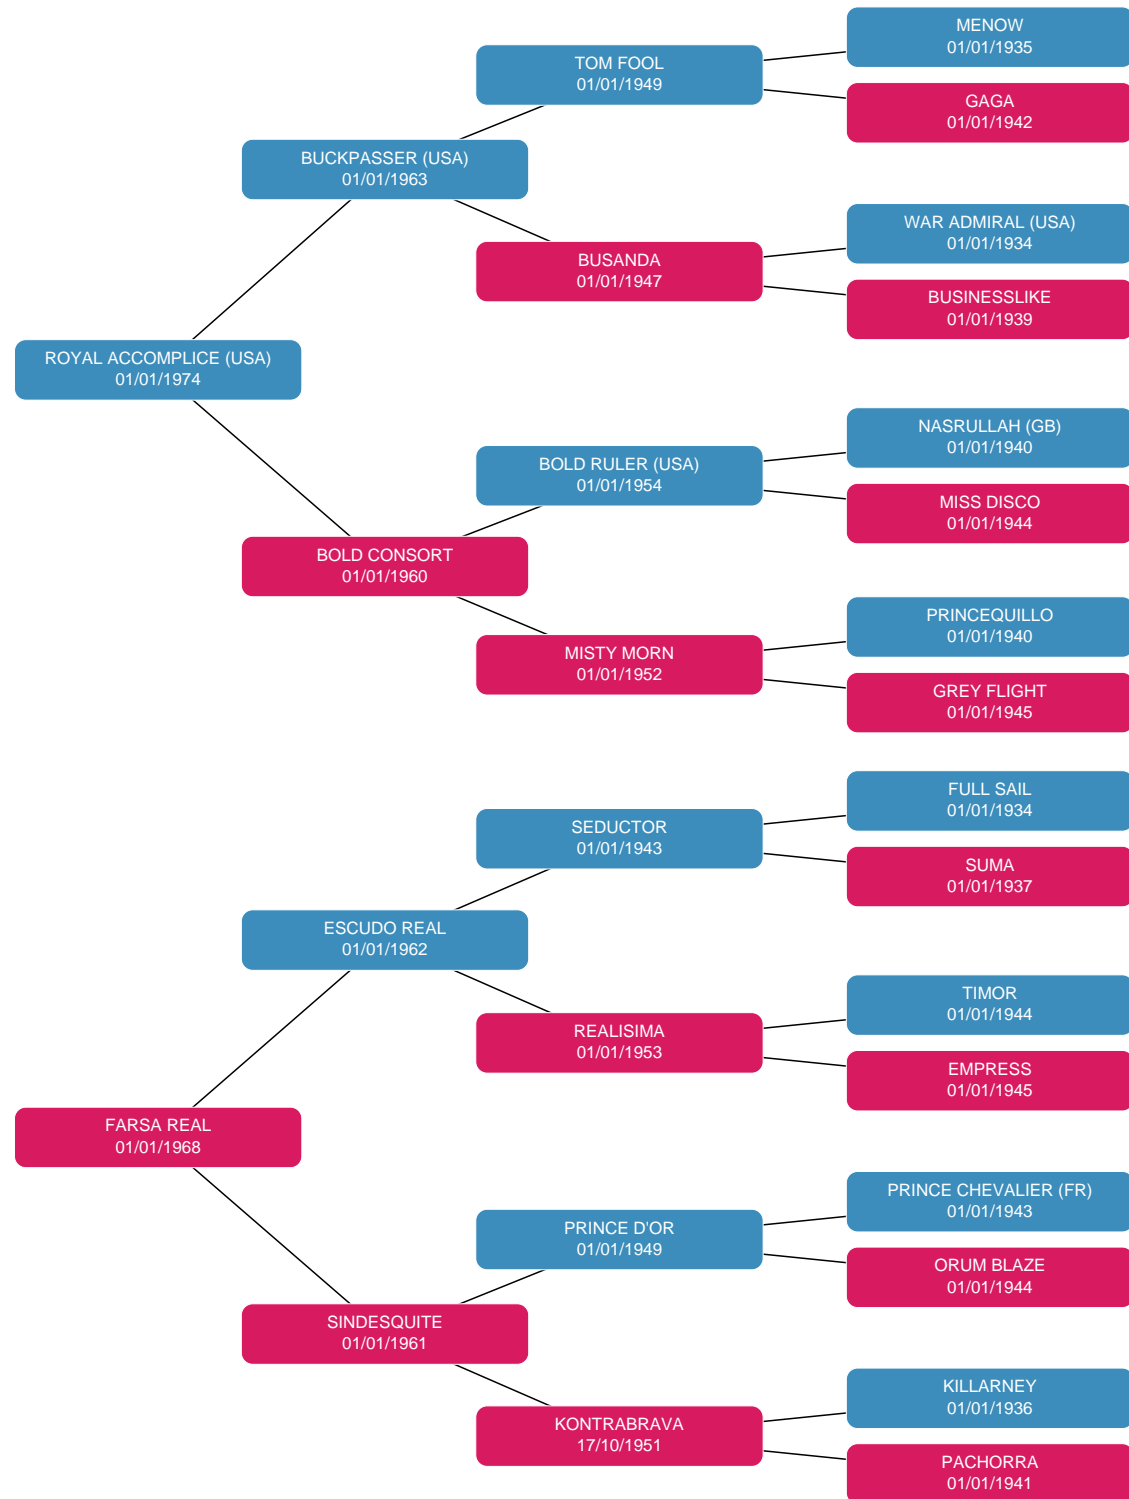 MENOW
01/01/1935
TOM FOOL
01/01/1949
GAGA
01/01/1942
BUCKPASSER (USA)
01/01/1963
WAR ADMIRAL (USA)
01/01/1934
BUSANDA
01/01/1947
BUSINESSLIKE
01/01/1939
ROYAL ACCOMPLICE (USA)
01/01/1974
NASRULLAH (GB)
01/01/1940
BOLD RULER (USA)
01/01/1954
MISS DISCO
01/01/1944
BOLD CONSORT
01/01/1960
PRINCEQUILLO
01/01/1940
MISTY MORN
01/01/1952
GREY FLIGHT
01/01/1945
FULL SAIL
01/01/1934
SEDUCTOR
01/01/1943
SUMA
01/01/1937
ESCUDO REAL
01/01/1962
TIMOR
01/01/1944
REALISIMA
01/01/1953
EMPRESS
01/01/1945
FARSA REAL
01/01/1968
PRINCE CHEVALIER (FR)
01/01/1943
PRINCE D'OR
01/01/1949
ORUM BLAZE
01/01/1944
SINDESQUITE
01/01/1961
KILLARNEY
01/01/1936
KONTRABRAVA
17/10/1951
PACHORRA
01/01/1941